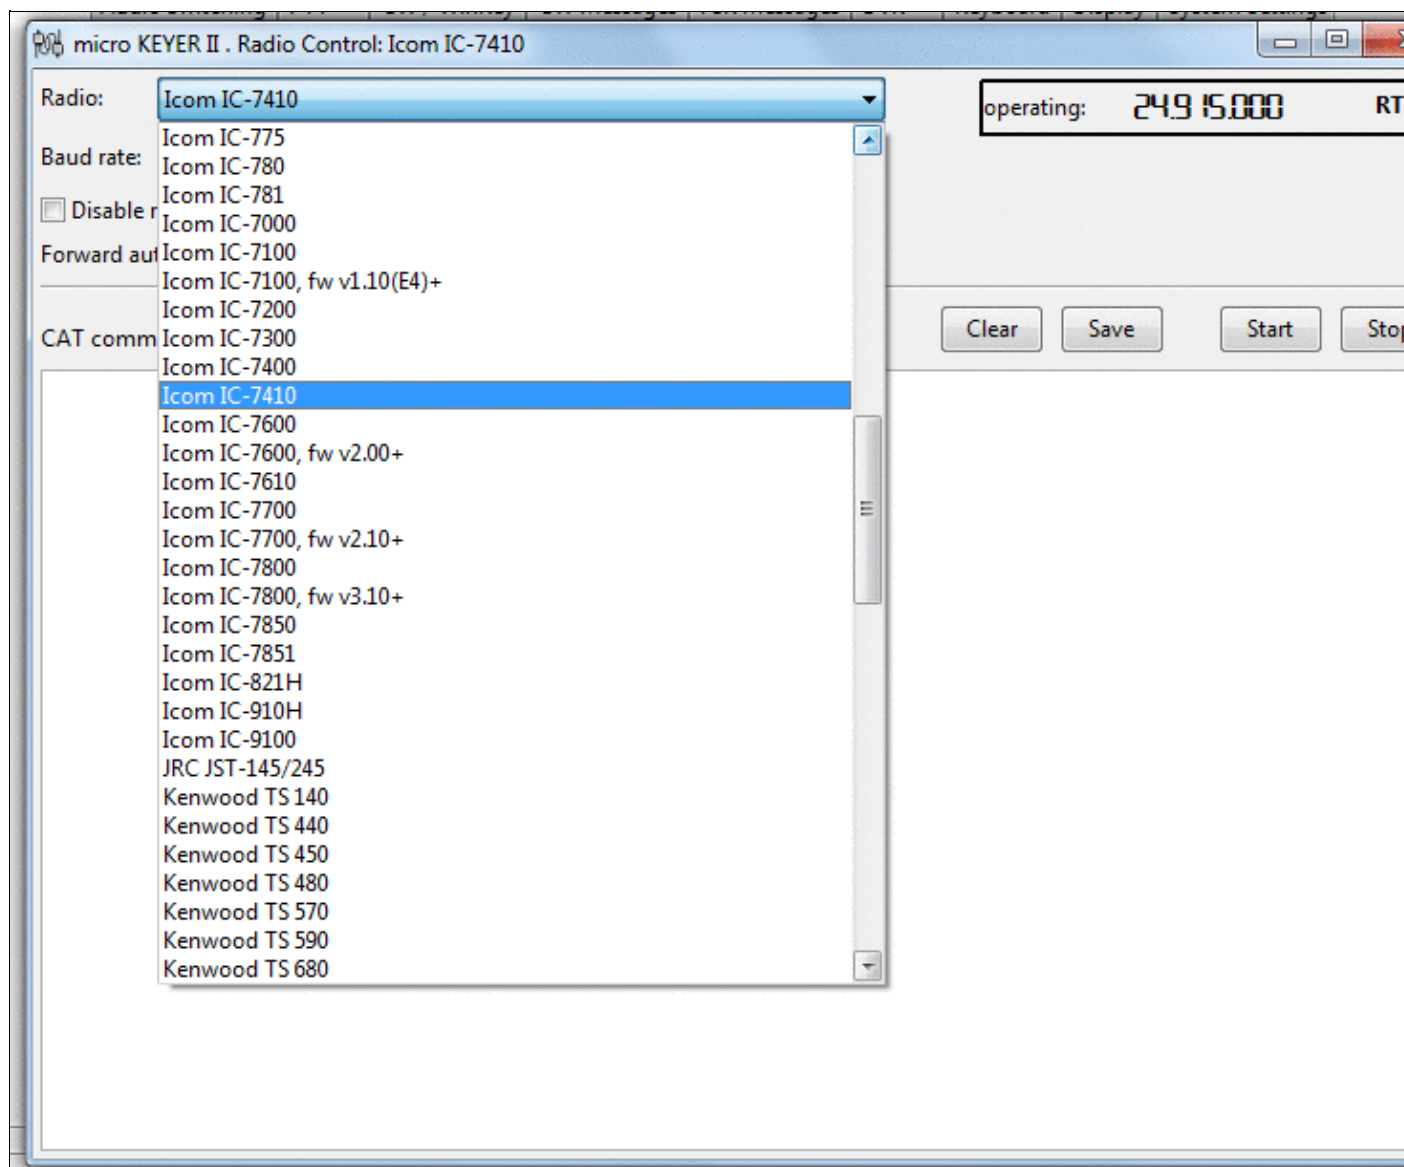 micro KEYER II . Radio Control: Icom IC-7410
Radio: Icom IC-7410 operating: 24.915.000 RT
Icom IC-775
Baud rate:
Icom IC-780
Icom IC-781
Disable r
Icom IC-7000
Forward aut
Icom IC-7100
Icom IC-7100, fw v1.10(E4)+
Icom IC-7200
CAT comm
Icom IC-7300
Clear Save Start Stop
Icom IC-7400
Icom IC-7410
Icom IC-7600
Icom IC-7600, fw v2.00+
Icom IC-7610
Icom IC-7700
Icom IC-7700, fw v2.10+
Icom IC-7800
Icom IC-7800, fw v3.10+
Icom IC-7850
Icom IC-7851
Icom IC-821H
Icom IC-910H
Icom IC-9100
JRC JST-145/245
Kenwood TS 140
Kenwood TS 440
Kenwood TS 450
Kenwood TS 480
Kenwood TS 570
Kenwood TS 590
Kenwood TS 680